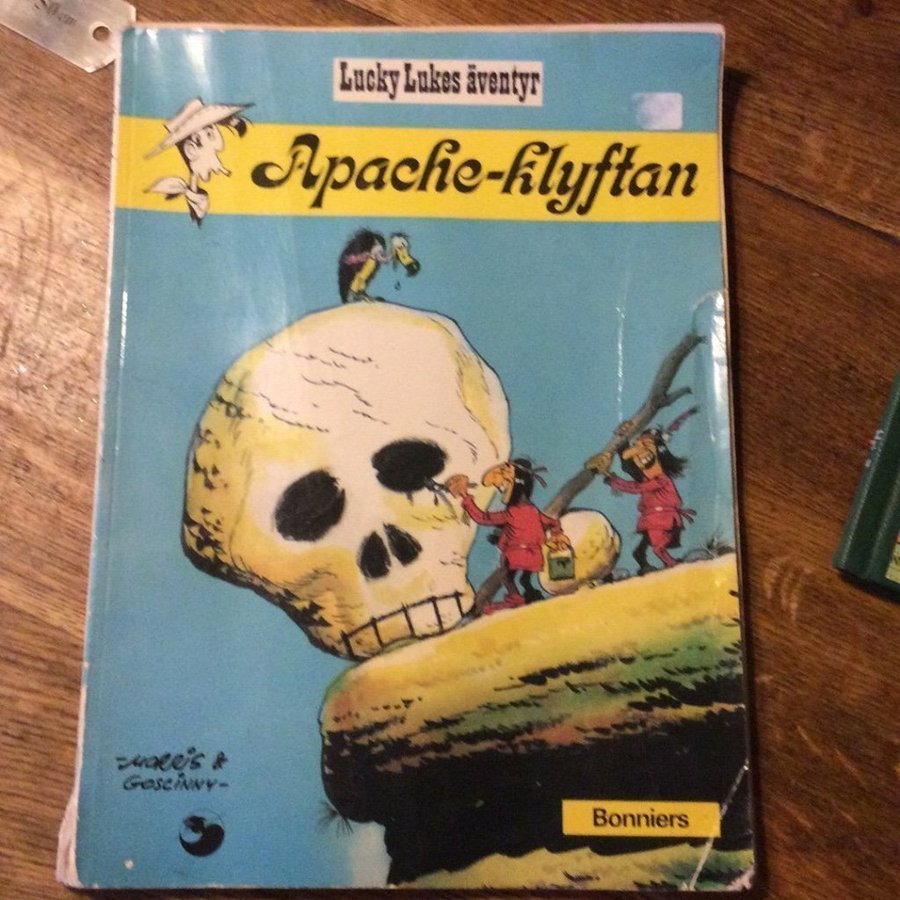 Lucky Lukes äventyr
Apache-klyftan
-MORRIS &
GOSCINNY-
Bonniers